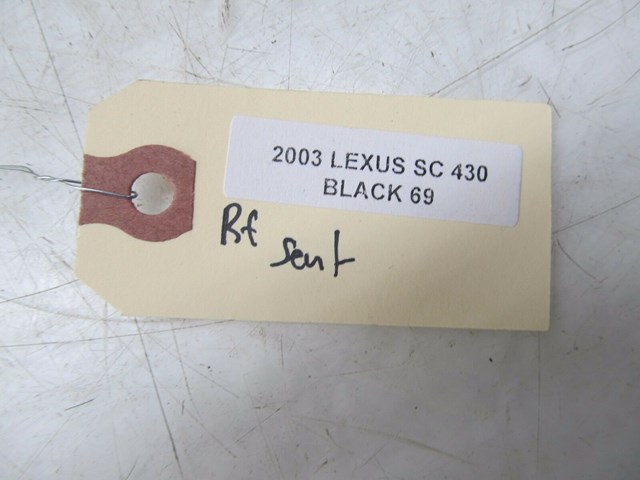 2003 LEXUS SC 430
BLACK 69
Rf
Seat